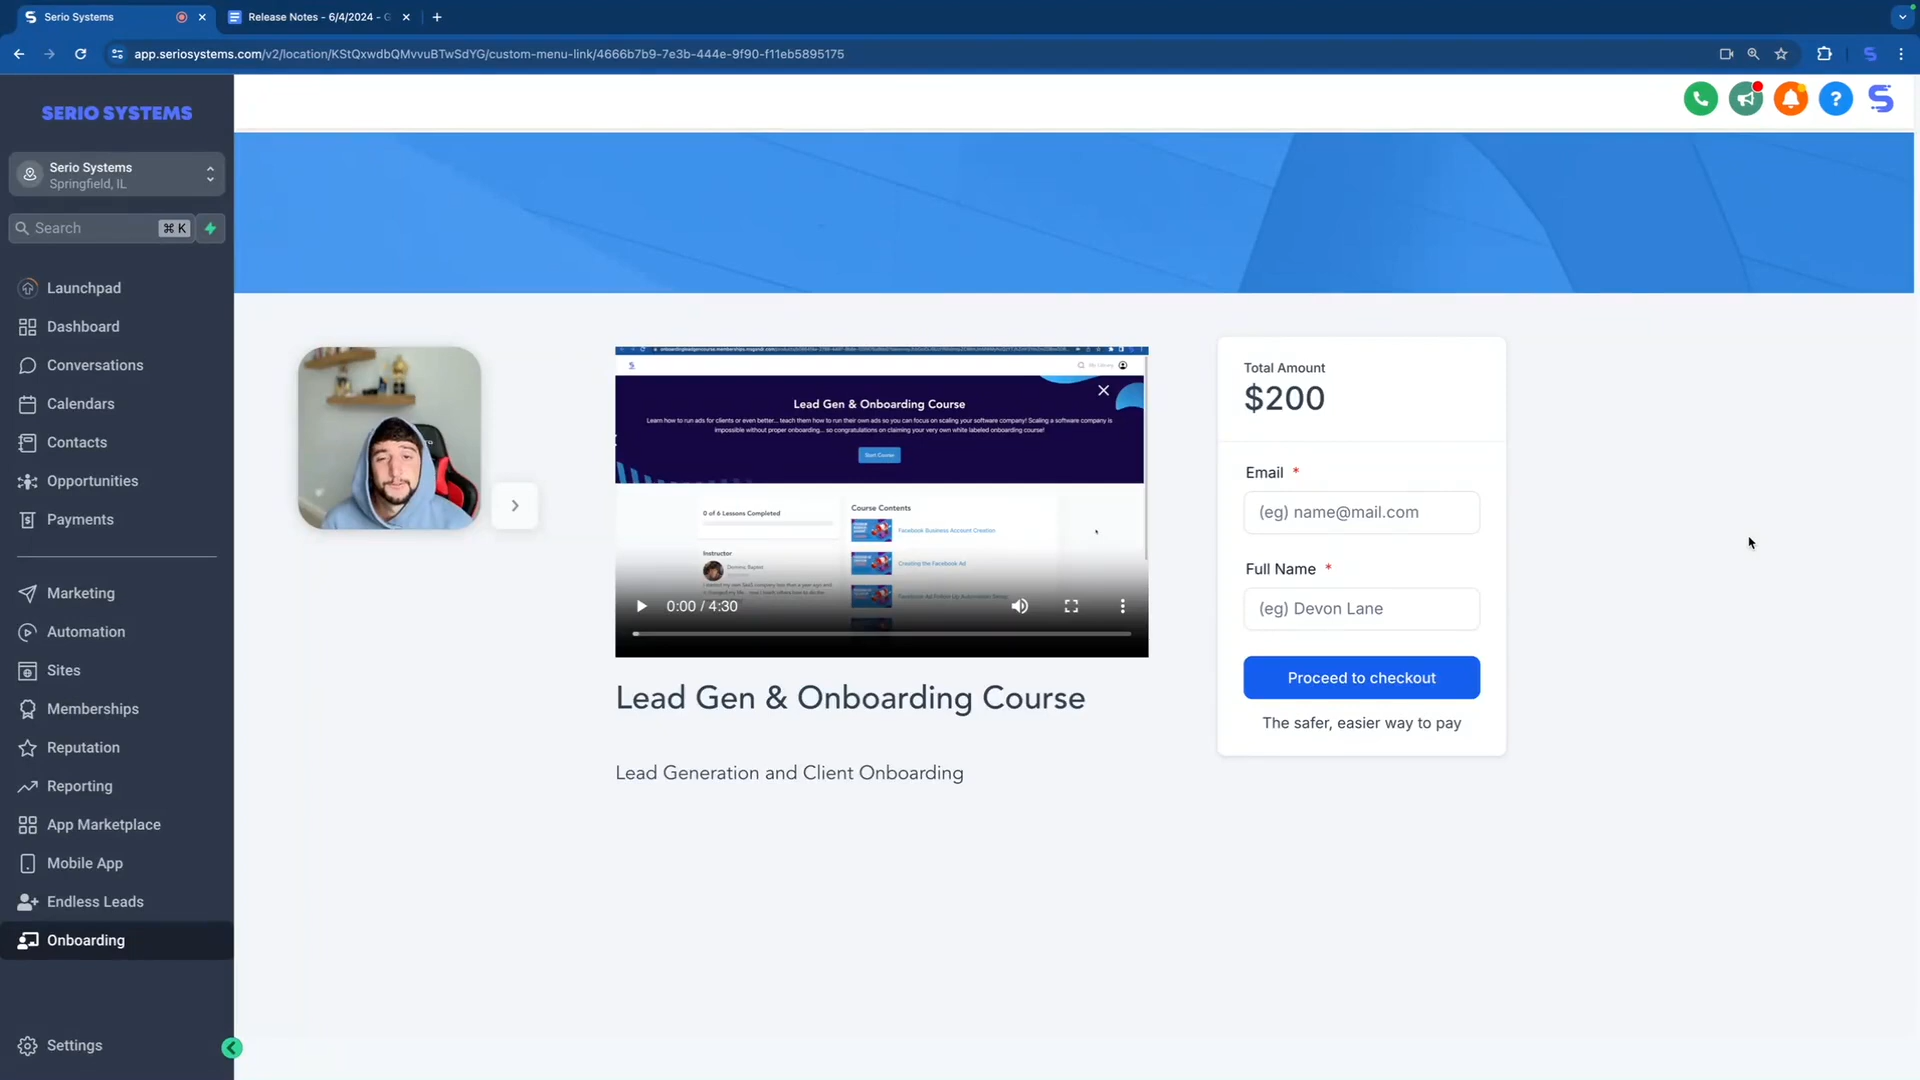 Serio Systems
Release Notes - 6/4/2024 - G
app.seriosystems.com/v2/location/KStQxwdbQMvvuBTwSdYG/custom-menu-link/4666b7b9-7e3b-444e-9f90-f11eb5895175
SERIO SYSTEMS
Serio Systems
Springfield, IL
Search
⌘ K
Launchpad
Dashboard
Conversations
Calendars
Contacts
Opportunities
Payments
Marketing
Automation
Sites
Memberships
Reputation
Reporting
App Marketplace
Mobile App
Endless Leads
Onboarding
Settings
My Library
Lead Gen & Onboarding Course
Learn how to run ads for clients or even better... teach them how to run their own ads so you can focus on scaling your software company! Scaling a software company is
impossible without proper onboarding... so congratulations on claiming your very own white labeled onboarding course!
Start Course
0 of 6 Lessons Completed
Instructor
Course Contents
Facebook Business Account Creation
Creating the Facebook Ad
0:00 / 4:30
Lead Gen & Onboarding Course
Lead Generation and Client Onboarding
Total Amount
$200
Email *
(eg) name@mail.com
Full Name *
(eg) Devon Lane
Proceed to checkout
The safer, easier way to pay